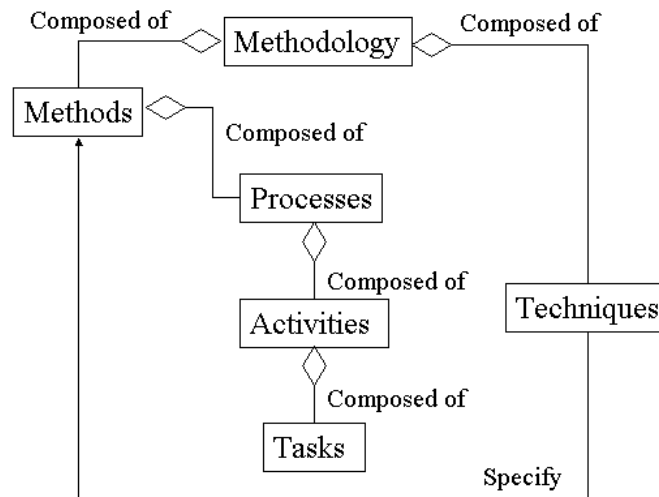 Composed of
Methodology
Composed of
Methods
Composed of
Processes
Composed of
Techniques
Activities
Composed of
Tasks
Specify